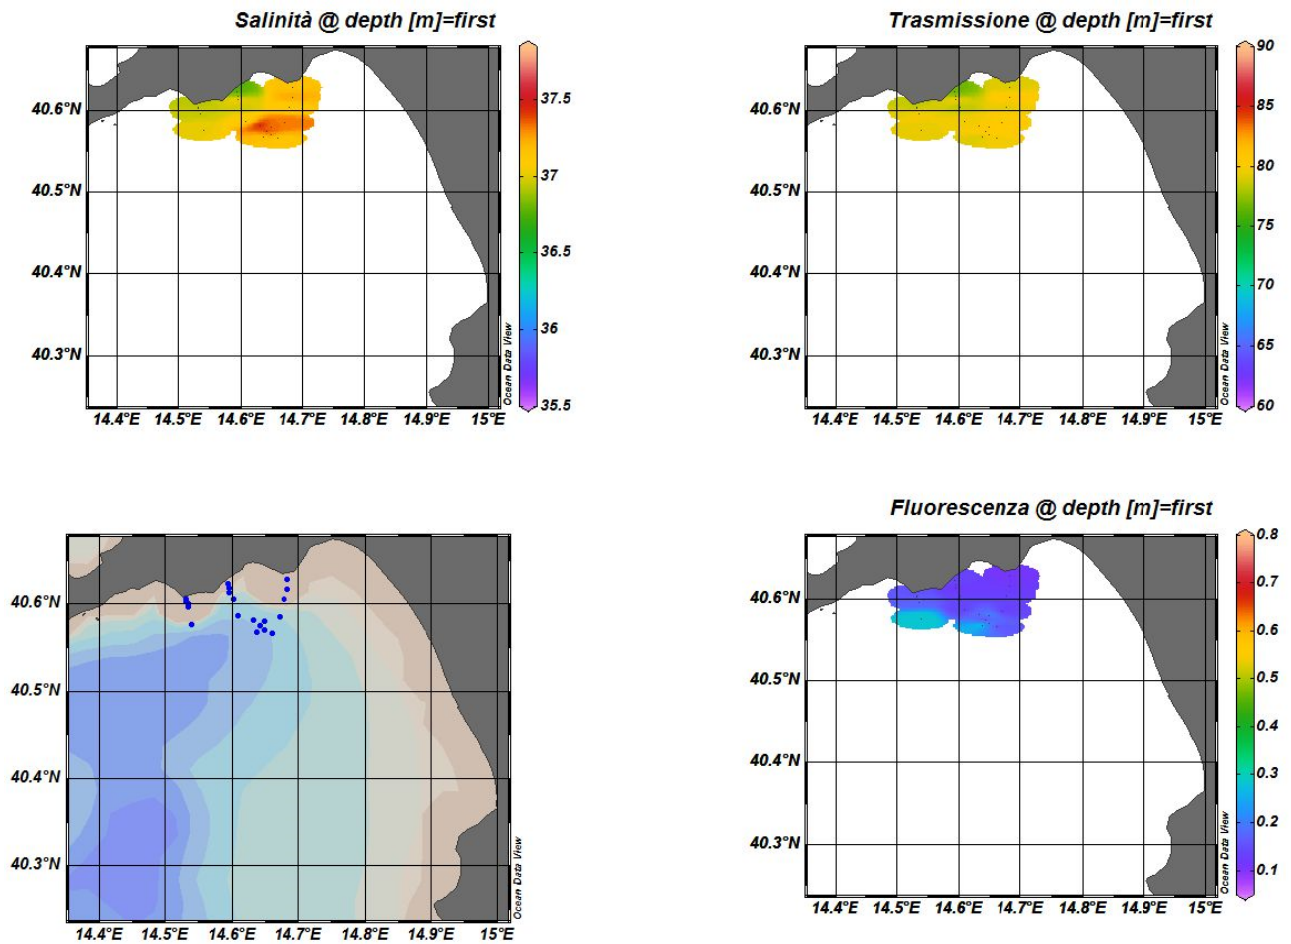 Salinità @ depth [m]=first
40.6°N
40.5°N
40.4°N
40.3°N
14.4°E 14.5°E 14.6°E 14.7°E 14.8°E 14.9°E 15°E
37.5
37
36.5
36
35.5
Ocean Data View
Trasmissione @ depth [m]=first
40.6°N
40.5°N
40.4°N
40.3°N
14.4°E 14.5°E 14.6°E 14.7°E 14.8°E 14.9°E 15°E
90
85
80
75
70
65
60
Ocean Data View
40.6°N
40.5°N
40.4°N
40.3°N
14.4°E 14.5°E 14.6°E 14.7°E 14.8°E 14.9°E 15°E
Ocean Data View
Fluorescenza @ depth [m]=first
40.6°N
40.5°N
40.4°N
40.3°N
14.4°E 14.5°E 14.6°E 14.7°E 14.8°E 14.9°E 15°E
0.8
0.7
0.6
0.5
0.4
0.3
0.2
0.1
Ocean Data View